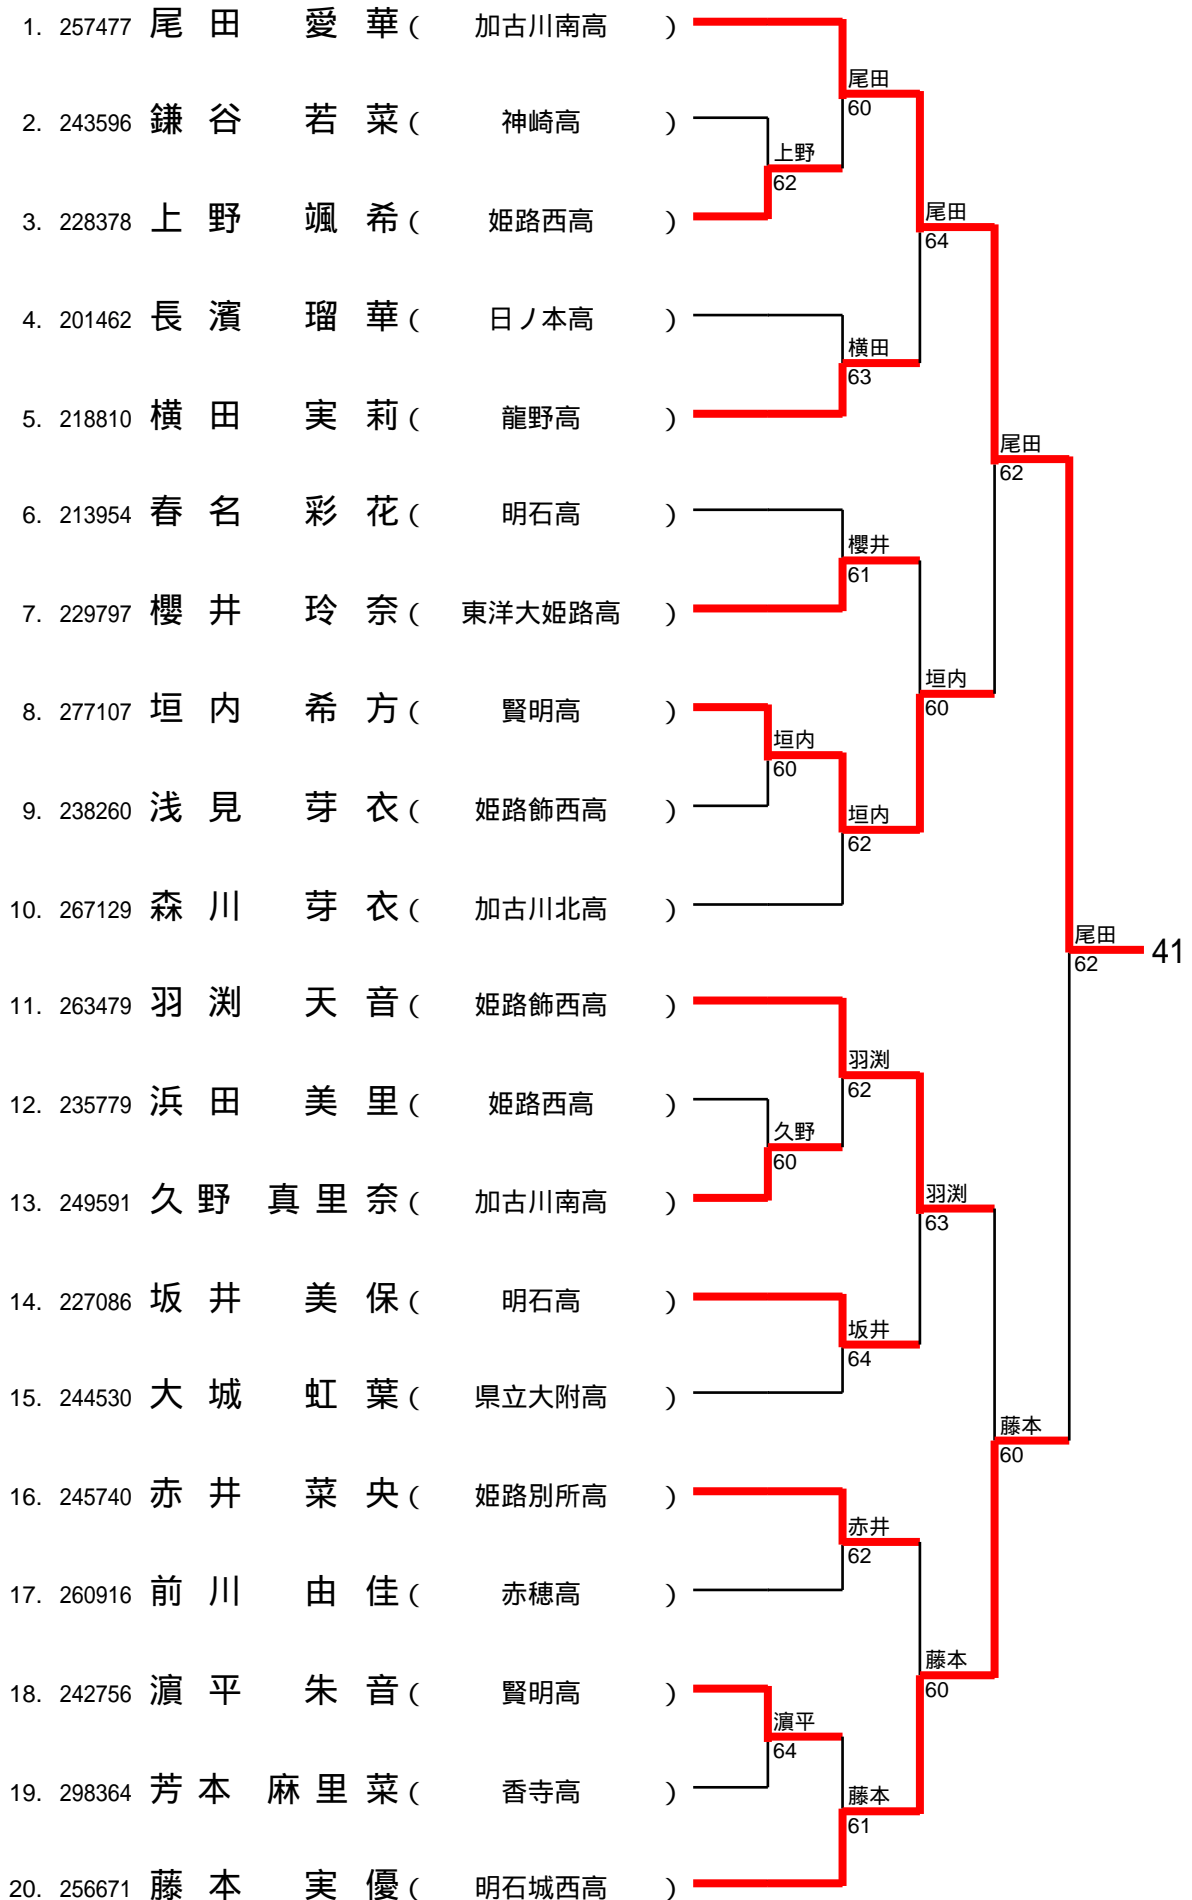 1. 257477 尾田 愛華 ( 加古川南高 )
尾田
60
2. 243596 鎌谷 若菜 ( 神崎高 )
上野
62
3. 228378 上野 颯希 ( 姫路西高 )
尾田
64
4. 201462 長濱 瑠華 ( 日ノ本高 )
横田
63
5. 218810 横田 実莉 ( 龍野高 )
尾田
62
6. 213954 春名 彩花 ( 明石高 )
櫻井
61
7. 229797 櫻井 玲奈 ( 東洋大姫路高 )
垣内
60
8. 277107 垣内 希方 ( 賢明高 )
垣内
60
9. 238260 浅見 芽衣 ( 姫路飾西高 )
垣内
62
10. 267129 森川 芽衣 ( 加古川北高 )
尾田
62
41
11. 263479 羽渕 天音 ( 姫路飾西高 )
羽渕
62
12. 235779 浜田 美里 ( 姫路西高 )
久野
60
13. 249591 久野 真里奈 ( 加古川南高 )
羽渕
63
14. 227086 坂井 美保 ( 明石高 )
坂井
64
15. 244530 大城 虹葉 ( 県立大附高 )
藤本
60
16. 245740 赤井 菜央 ( 姫路別所高 )
赤井
62
17. 260916 前川 由佳 ( 赤穂高 )
藤本
60
18. 242756 濵平 朱音 ( 賢明高 )
濵平
64
19. 298364 芳本 麻里菜 ( 香寺高 )
藤本
61
20. 256671 藤本 実優 ( 明石城西高 )